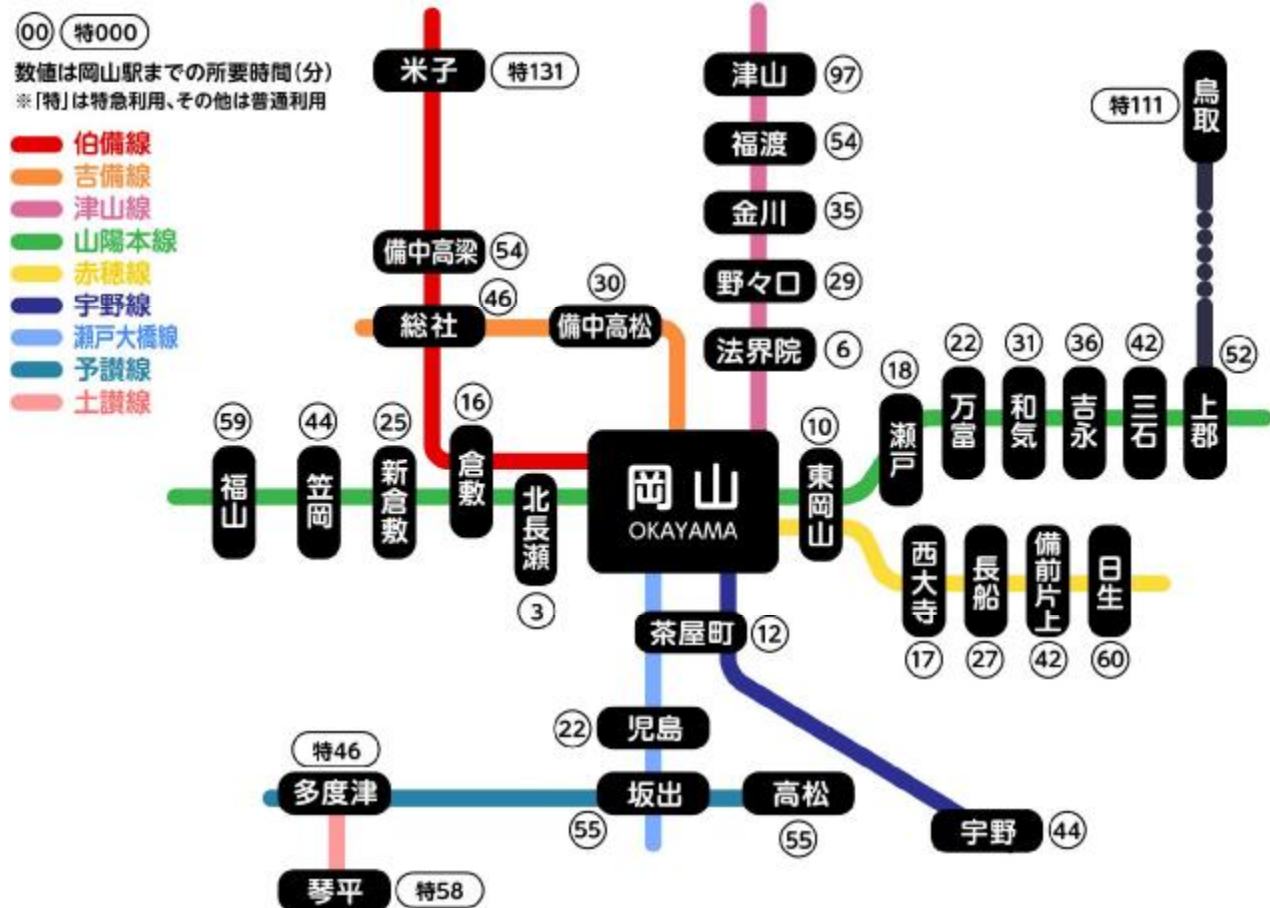 00 特000
数値は岡山駅までの所要時間(分)
※「特」は特急利用、その他は普通利用
伯備線
吉備線
津山線
山陽本線
赤穂線
宇野線
瀬戸大橋線
予讃線
土讃線
米子 特131
備中高梁 54
総社 46
備中高松 30
津山 97
福渡 54
金川 35
野々口 29
法界院 6
鳥取 特111
福山 59
笠岡 44
新倉敷 25
倉敷 16
北長瀬 3
岡山
OKAYAMA
東岡山 10
瀬戸 18
万富 22
和気 31
吉永 36
三石 42
上郡 52
西大寺 17
長船 27
備前片上 42
日生 60
茶屋町 12
児島 22
坂出 55
高松 55
多度津 特46
琴平 特58
宇野 44